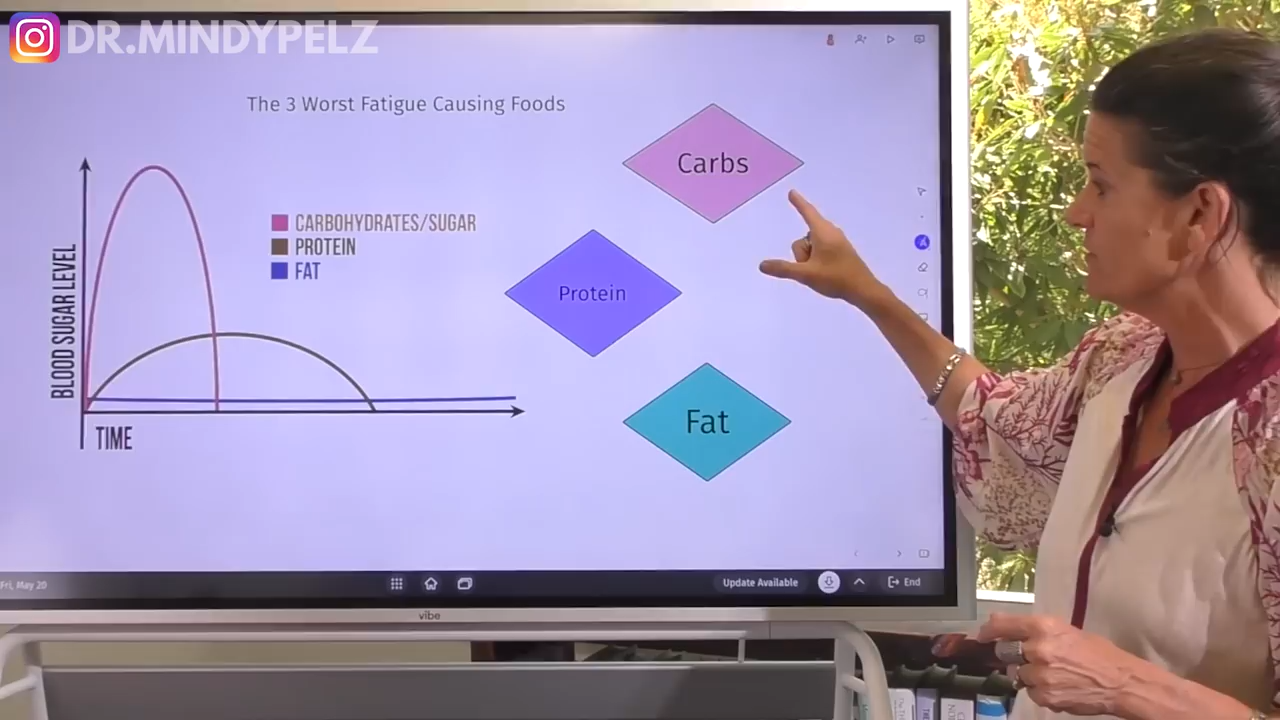 DR.MINDYPELZ
The 3 Worst Fatigue Causing Foods
Carbs
CARBOHYDRATES/SUGAR
PROTEIN
FAT
BLOOD SUGAR LEVEL
TIME
Protein
Fat
Fri, May 20
Update Available
End
vibe